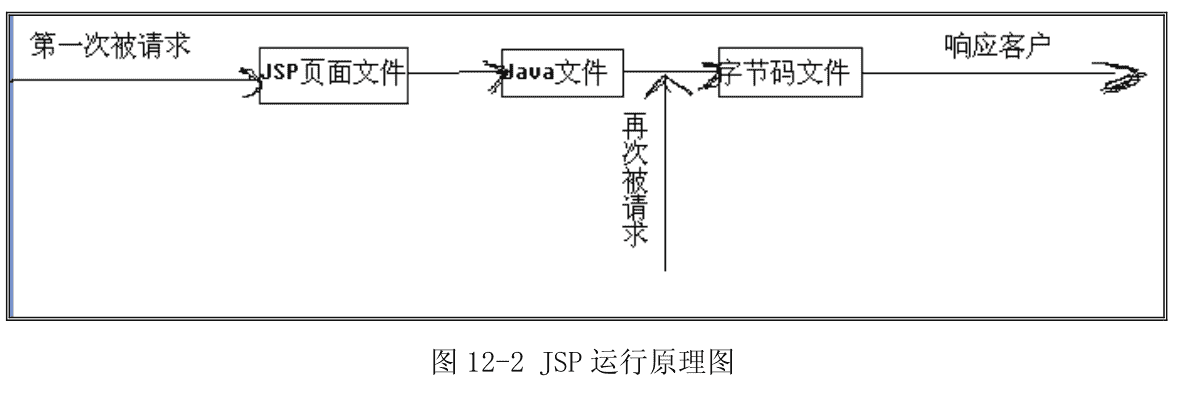 第一次被请求
响应客户
JSP页面文件
Java文件
字节码文件
再次被请求
图 12-2 JSP 运行原理图